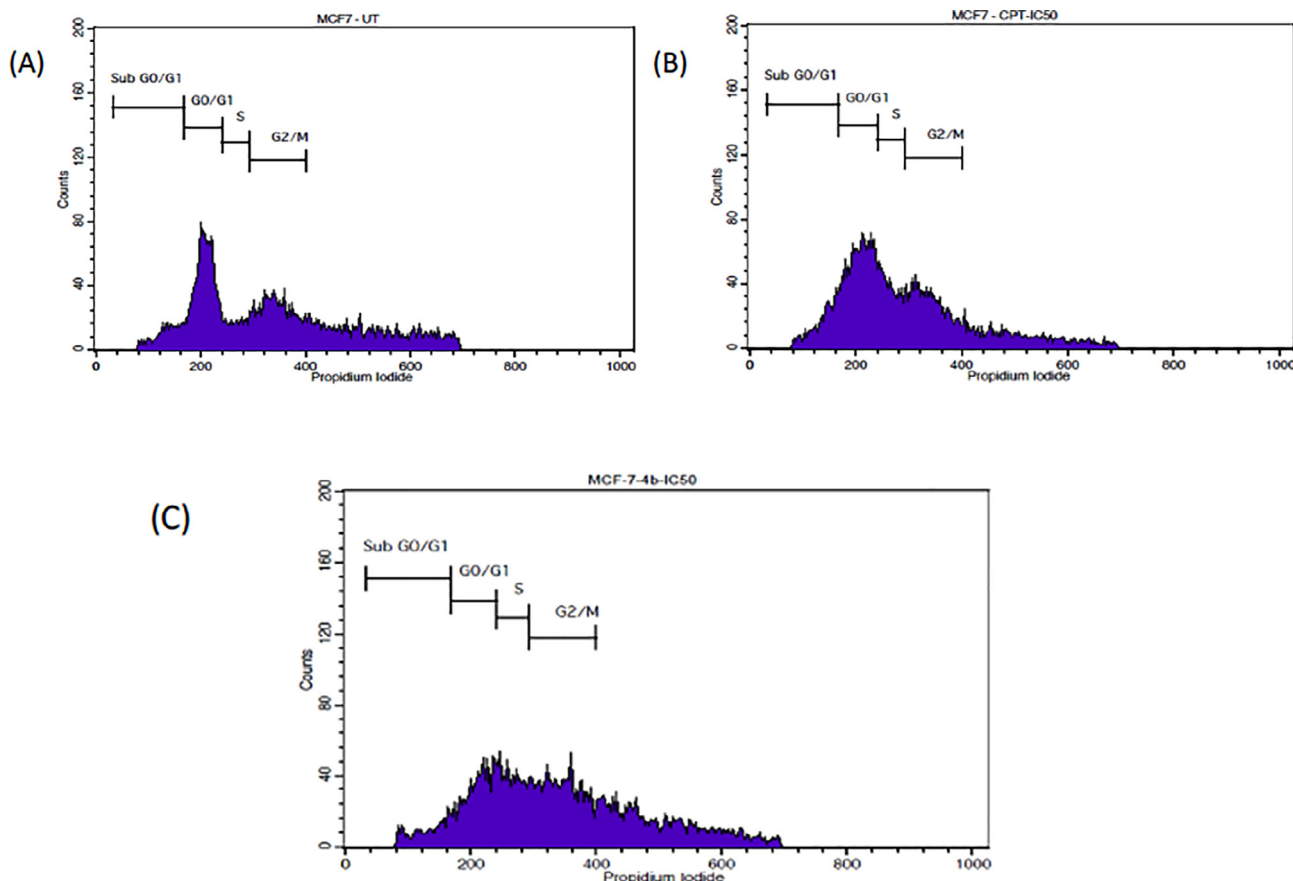 MCF7 - UT
(A)
200
160
120
80
40
0
Counts
Sub G0/G1
G0/G1
S
G2/M
0 200 400 600 800 1000
Propidium Iodide
MCF7 - CPT-IC50
(B)
200
160
120
80
40
0
Counts
Sub G0/G1
G0/G1
S
G2/M
0 200 400 600 800 1000
Propidium Iodide
MCF-7-4b-IC50
(C)
200
160
120
80
40
0
Counts
Sub G0/G1
G0/G1
S
G2/M
0 200 400 600 800 1000
Propidium Iodide